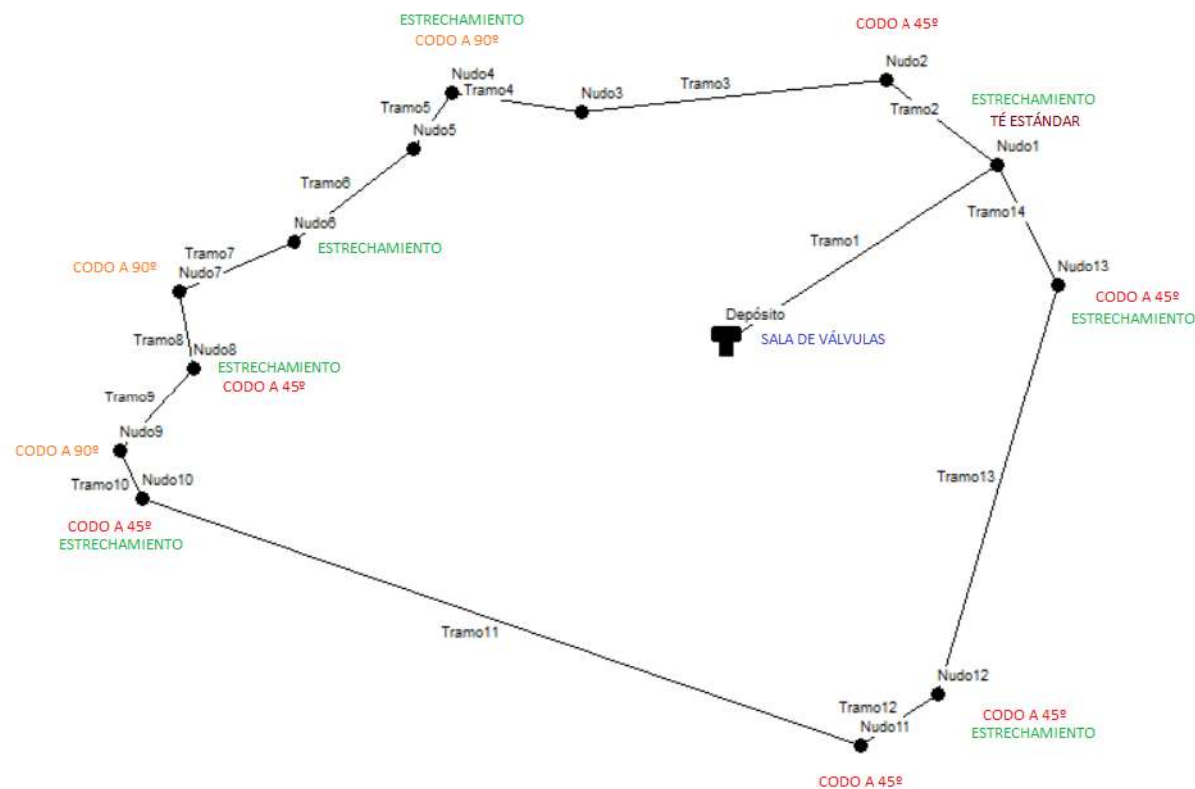 ESTRECHAMIENTO
CODO A 90º
CODO A 45º
Nudo4
Tramo4
Nudo3
Tramo3
Nudo2
Tramo2
ESTRECHAMIENTO
TÉ ESTÁNDAR
Nudo1
Tramo5
Nudo5
Tramo6
Nudo6
ESTRECHAMIENTO
Tramo14
Tramo1
Tramo7
CODO A 90º
Nudo7
Nudo13
CODO A 45º
ESTRECHAMIENTO
Depósito
SALA DE VÁLVULAS
Tramo8
Nudo8
ESTRECHAMIENTO
CODO A 45º
Tramo9
Nudo9
CODO A 90º
Tramo10
Nudo10
CODO A 45º
ESTRECHAMIENTO
Tramo13
Tramo11
Nudo12
CODO A 45º
ESTRECHAMIENTO
Tramo12
Nudo11
CODO A 45º